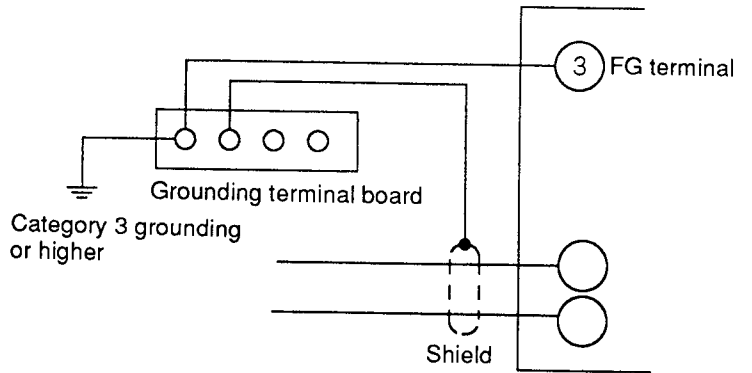 3 FG terminal
Grounding terminal board
Category 3 grounding
or higher
Shield